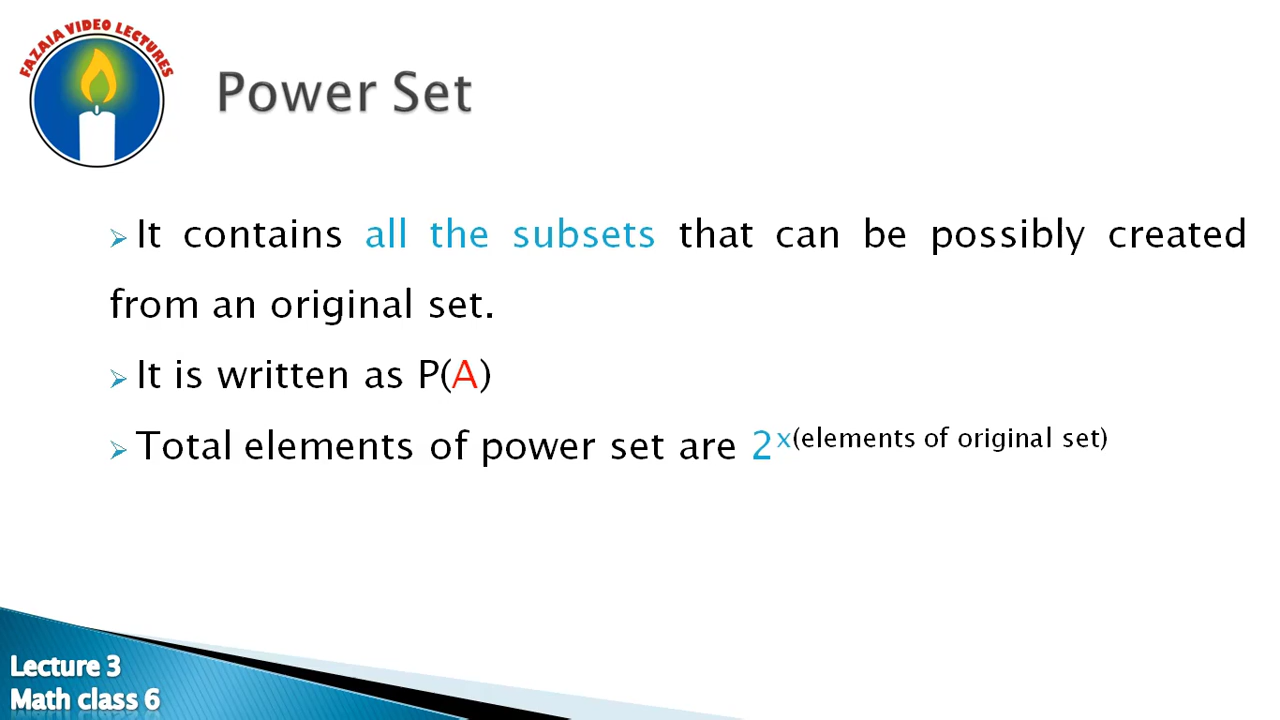 FAZAIA VIDEO LECTURES
Power Set
➢ It contains all the subsets that can be possibly created
from an original set.
➢ It is written as P(A)
➢ Total elements of power set are 2^x(elements of original set)
Lecture 3
Math class 6